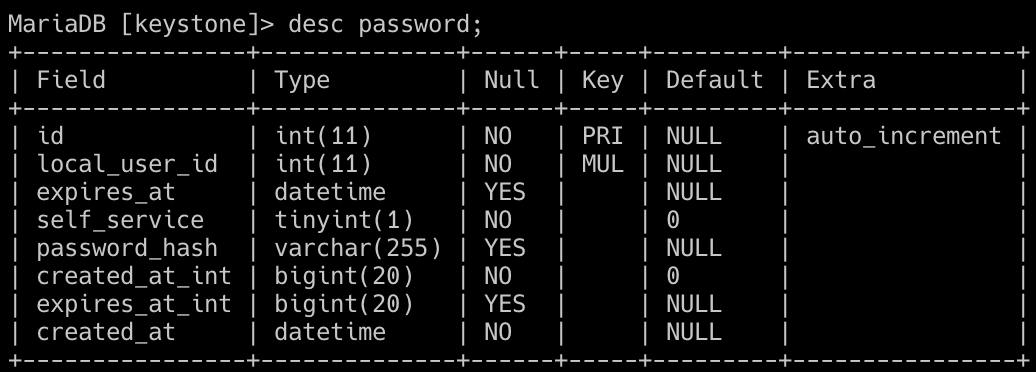 MariaDB [keystone]> desc password;
+-----------------+--------------+------+-----+---------+----------------+
| Field           | Type         | Null | Key | Default | Extra          |
+-----------------+--------------+------+-----+---------+----------------+
| id              | int(11)      | NO   | PRI | NULL    | auto_increment |
| local_user_id   | int(11)      | NO   | MUL | NULL    |                |
| expires_at      | datetime     | YES  |     | NULL    |                |
| self_service    | tinyint(1)   | NO   |     | 0       |                |
| password_hash   | varchar(255) | YES  |     | NULL    |                |
| created_at_int  | bigint(20)   | NO   |     | 0       |                |
| expires_at_int  | bigint(20)   | YES  |     | NULL    |                |
| created_at      | datetime     | NO   |     | NULL    |                |
+-----------------+--------------+------+-----+---------+----------------+